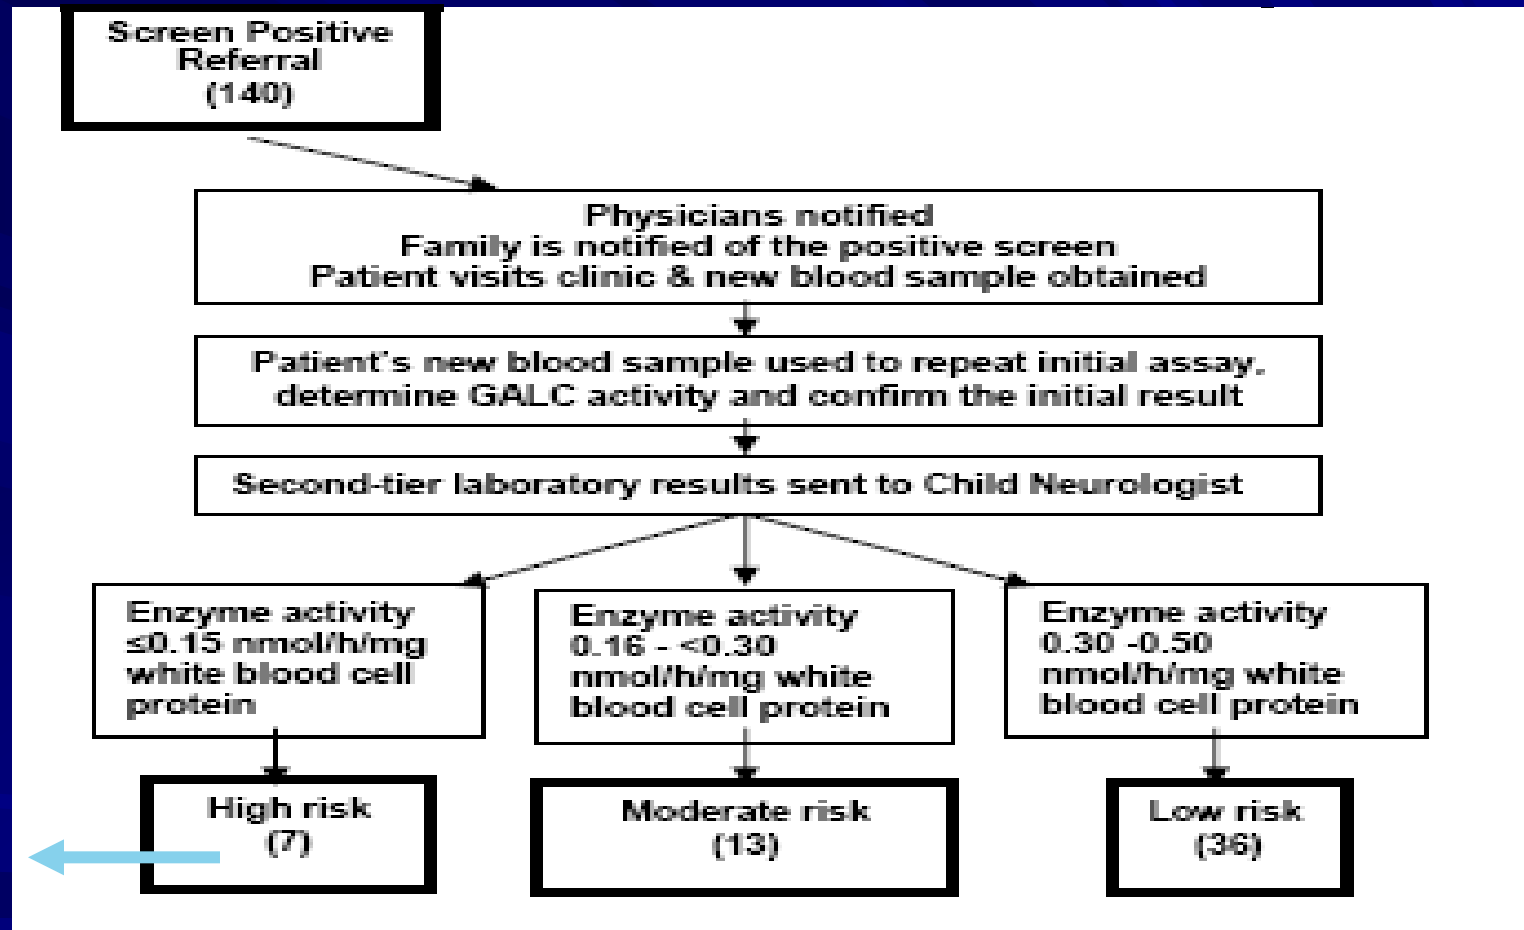 Screen Positive
Referral
(140)
Physicians notified
Family is notified of the positive screen
Patient visits clinic & new blood sample obtained
Patient's new blood sample used to repeat initial assay,
determine GALC activity and confirm the initial result
Second-tier laboratory results sent to Child Neurologist
Enzyme activity
≤0.15 nmol/h/mg
white blood cell
protein
Enzyme activity
0.16 - <0.30
nmol/h/mg white
blood cell protein
Enzyme activity
0.30 -0.50
nmol/h/mg white
blood cell protein
High risk
(7)
Moderate risk
(13)
Low risk
(36)